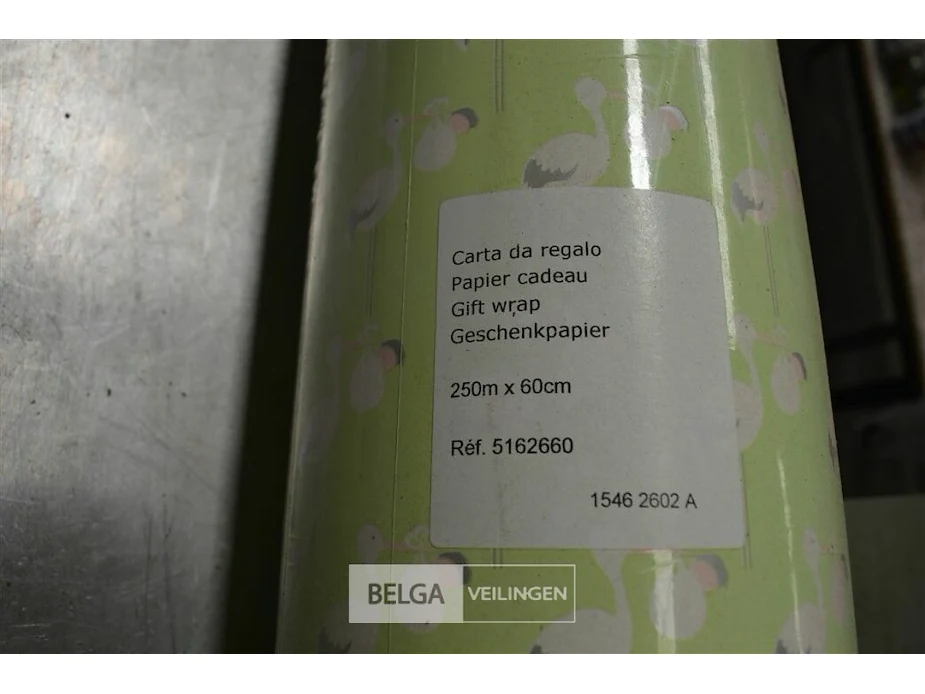 Carta da regalo
Papier cadeau
Gift wrap
Geschenkpapier
250m x 60cm
Réf. 5162660
1546 2602 A
BELGA VEILINGEN